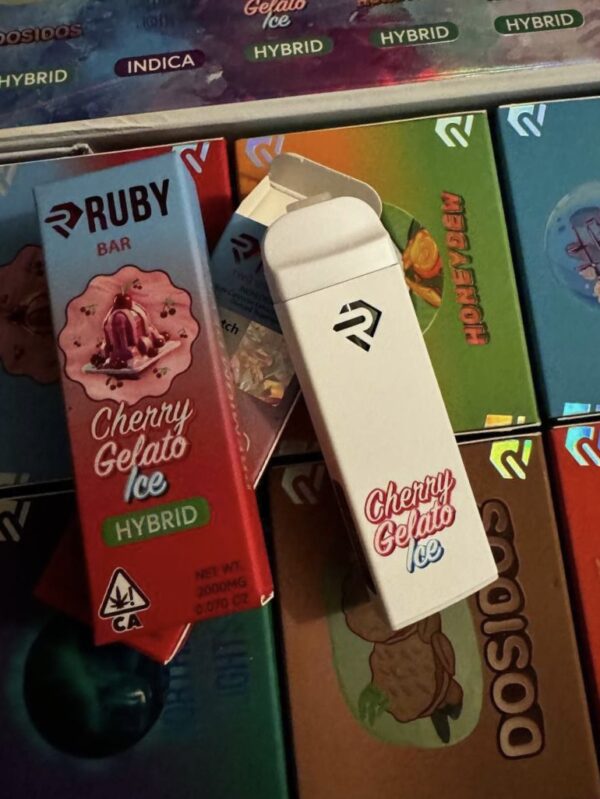 DOSIDOS
HYBRID
INDICA
Gelato
Ice
HYBRID
HYBRID
HYBRID
RUBY
BAR
Cherry
Gelato
Ice
HYBRID
CA
NET WT.
2000MG
0.070 OZ
Cherry
Gelato
Ice
HONEYDEW
DOSIDOS